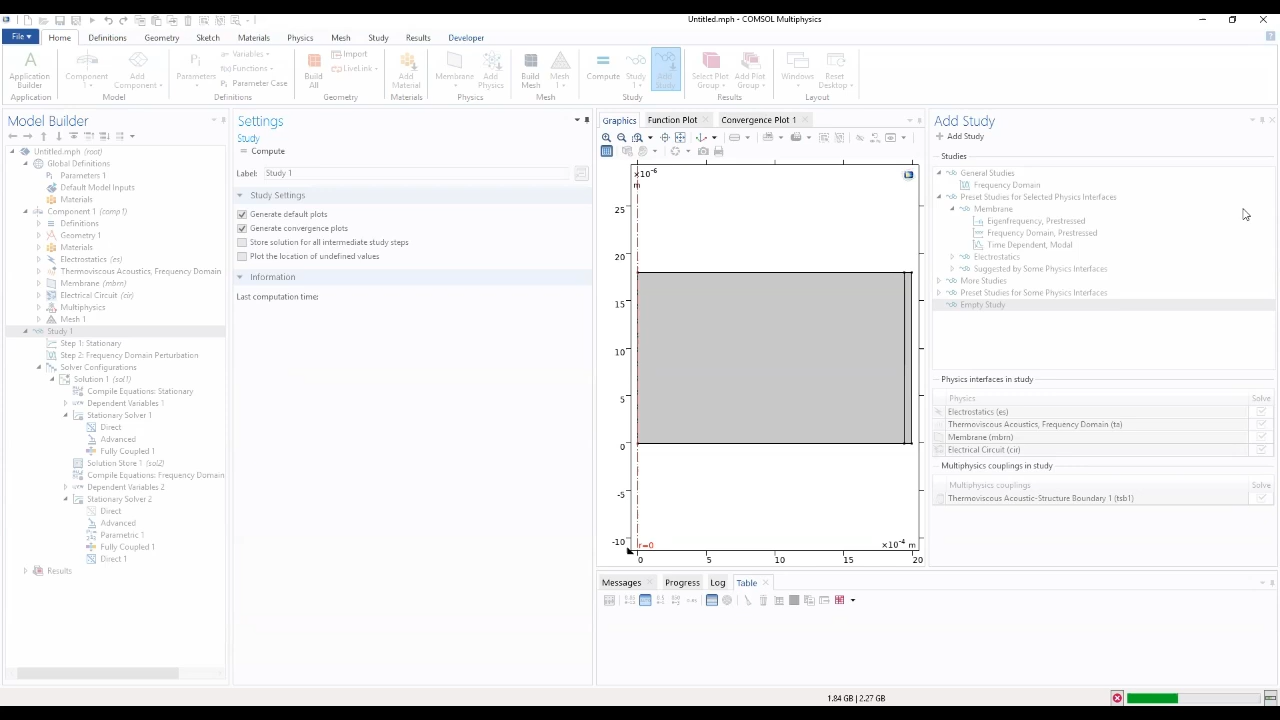 Untitled.mph - COMSOL Multiphysics
File Home Definitions Geometry Sketch Materials Physics Mesh Study Results Developer
Application Builder
Component 1
Add Component
Parameters
Variables
Functions
Parameter Case
Build All
Import
LiveLink
Add Material
Membrane
Add Physics
Build Mesh
Mesh 1
Compute
Study 1
Add Study
Select Plot Group
Add Plot Group
Windows
Reset Desktop
Application Model Definitions Geometry Materials Physics Mesh Study Results Layout
Model Builder
Untitled.mph (root)
Global Definitions
Parameters 1
Default Model Inputs
Materials
Component 1 (comp1)
Definitions
Geometry 1
Materials
Electrostatics (es)
Thermoviscous Acoustics, Frequency Domain
Membrane (mbrn)
Electrical Circuit (cir)
Multiphysics
Mesh 1
Study 1
Step 1: Stationary
Step 2: Frequency Domain Perturbation
Solver Configurations
Solution 1 (sol1)
Compile Equations: Stationary
Dependent Variables 1
Stationary Solver 1
Direct
Advanced
Fully Coupled 1
Solution Store 1 (sol2)
Compile Equations: Frequency Domain
Dependent Variables 2
Stationary Solver 2
Direct
Advanced
Parametric 1
Fully Coupled 1
Direct 1
Results
Settings
Study
= Compute
Label: Study 1
Study Settings
Generate default plots
Generate convergence plots
Store solution for all intermediate study steps
Plot the location of undefined values
Information
Last computation time:
Graphics Function Plot Convergence Plot 1
×10⁻⁶
m
25
20
15
10
5
0
-5
-10
r=0
×10⁻⁴ m
0 5 10 15 20
Messages Progress Log Table
Add Study
Add Study
Studies
General Studies
Frequency Domain
Preset Studies for Selected Physics Interfaces
Membrane
Eigenfrequency, Prestressed
Frequency Domain, Prestressed
Time Dependent, Modal
Electrostatics
Suggested by Some Physics Interfaces
More Studies
Preset Studies for Some Physics Interfaces
Empty Study
Physics interfaces in study
Physics Solve
Electrostatics (es)
Thermoviscous Acoustics, Frequency Domain (ta)
Membrane (mbrn)
Electrical Circuit (cir)
Multiphysics couplings in study
Multiphysics couplings Solve
Thermoviscous Acoustic-Structure Boundary 1 (tsb1)
1.84 GB | 2.27 GB